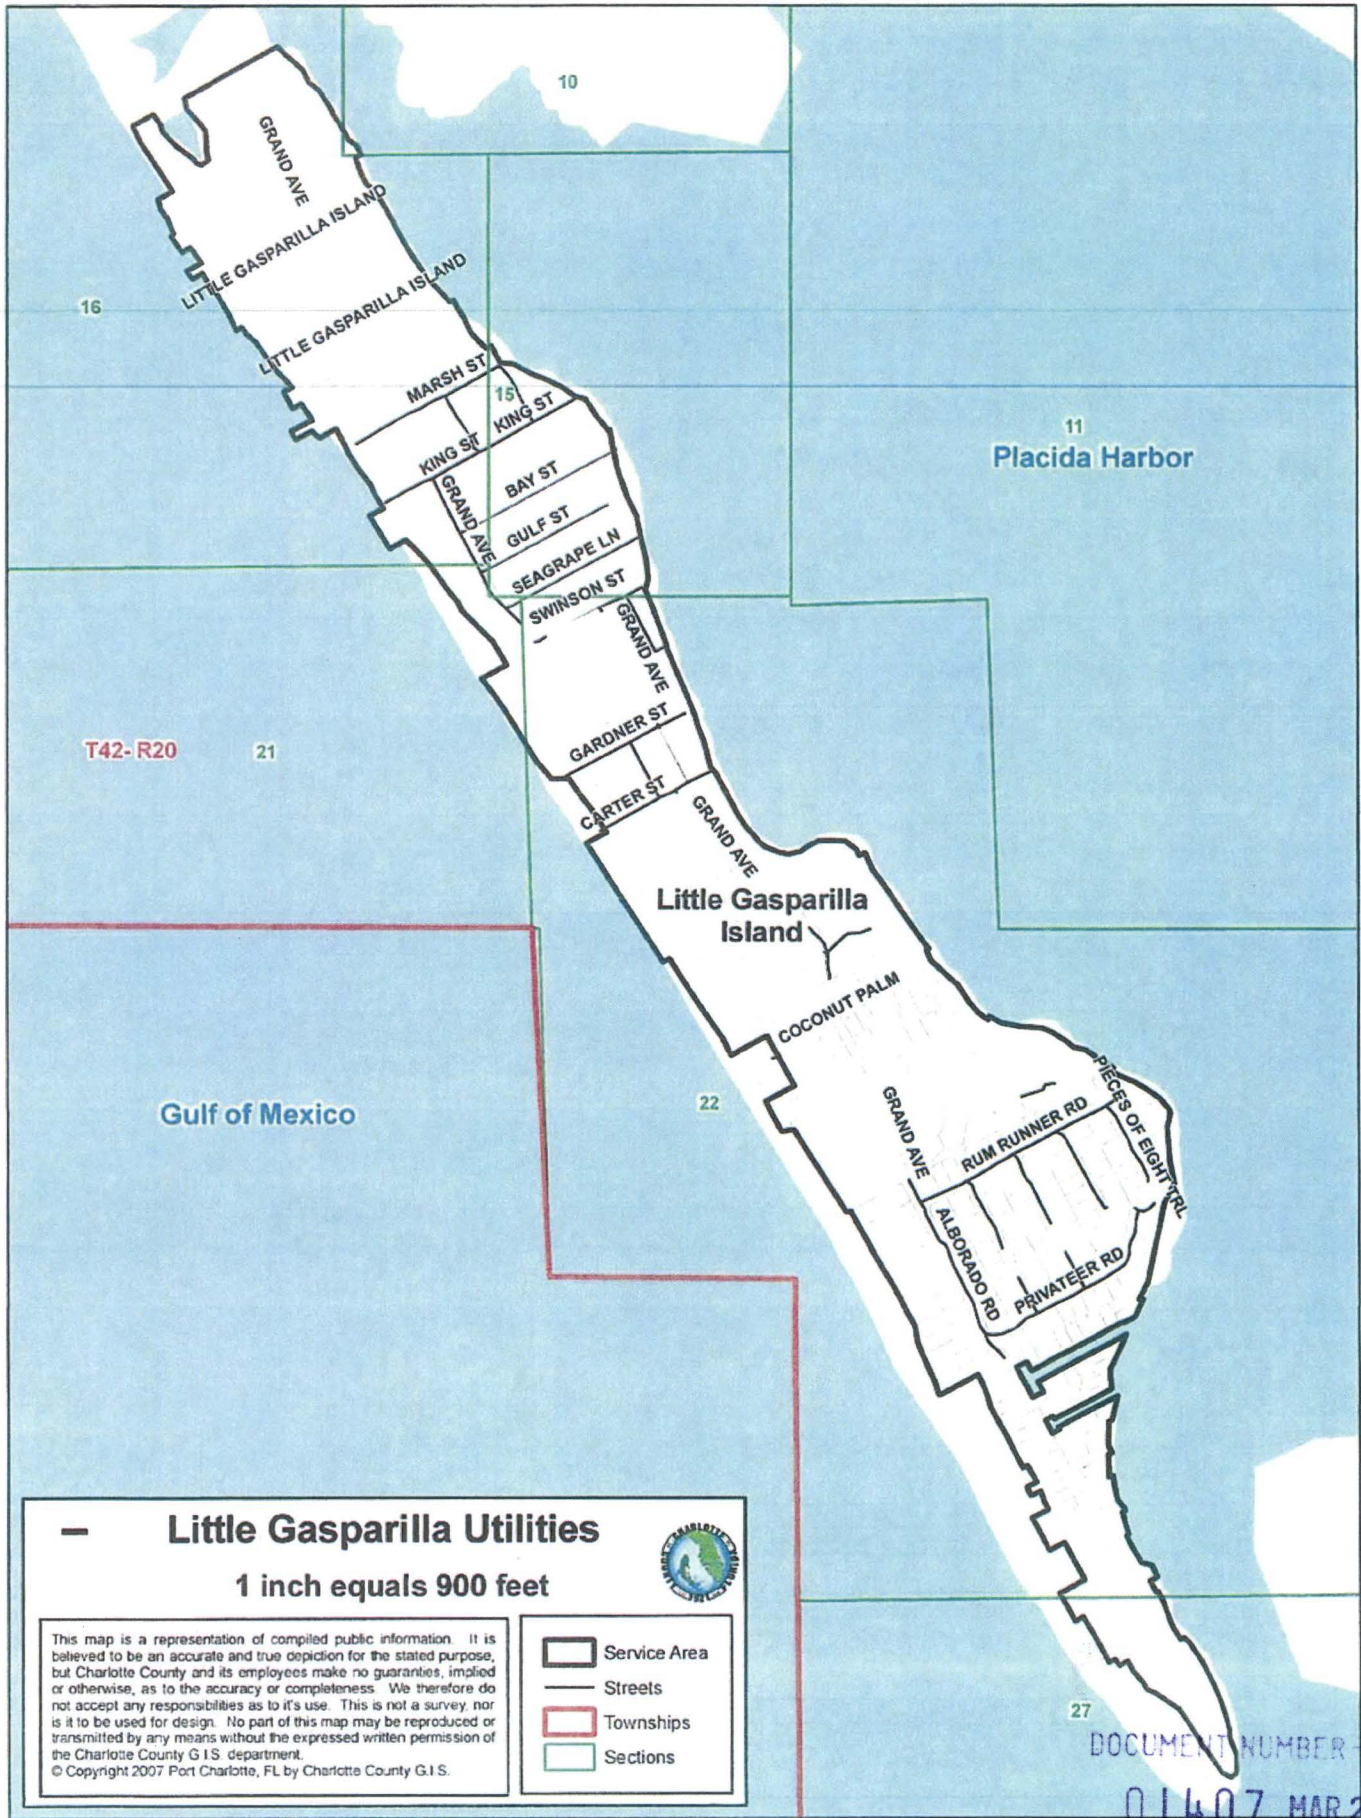 10
GRAND AVE
LITTLE GASPARILLA ISLAND
LITTLE GASPARILLA ISLAND
16
MARSH ST
15
KING ST
KING ST
11
Placida Harbor
BAY ST
GRAND AVE
GULF ST
SEAGRAPE LN
SWINSON ST
GRAND AVE
GARDNER ST
T42- R20
21
CARTER ST
GRAND AVE
Little Gasparilla
Island
COCONUT PALM
PIECES OF EIGHT TRL
22
Gulf of Mexico
GRAND AVE
RUM RUNNER RD
ALBORADO RD
PRIVATEER RD
Little Gasparilla Utilities
1 inch equals 900 feet
This map is a representation of compiled public information. It is
believed to be an accurate and true depiction for the stated purpose,
but Charlotte County and its employees make no guaranties, implied
or otherwise, as to the accuracy or completeness. We therefore do
not accept any responsibilities as to it's use. This is not a survey, nor
is it to be used for design. No part of this map may be reproduced or
transmitted by any means without the expressed written permission of
the Charlotte County G.I.S. department.
© Copyright 2007 Port Charlotte, FL by Charlotte County G.I.S.
Service Area
Streets
Townships
Sections
27
DOCUMENT NUMBER
01407 MAR